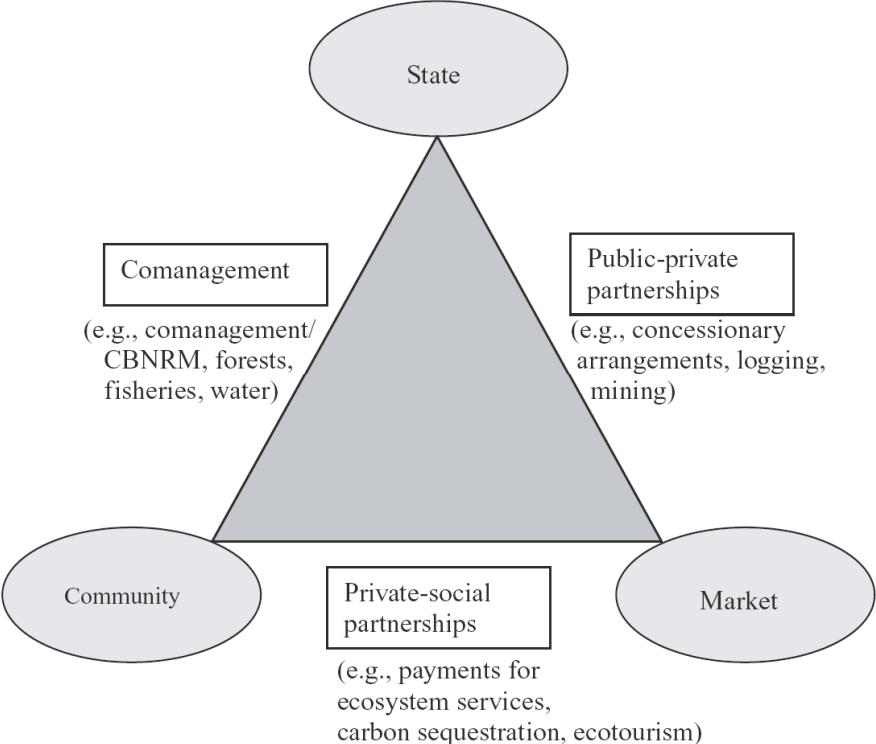 State
Comanagement
(e.g., comanagement/
CBNRM, forests,
fisheries, water)
Public-private
partnerships
(e.g., concessionary
arrangements, logging,
mining)
Community
Market
Private-social
partnerships
(e.g., payments for
ecosystem services,
carbon sequestration, ecotourism)